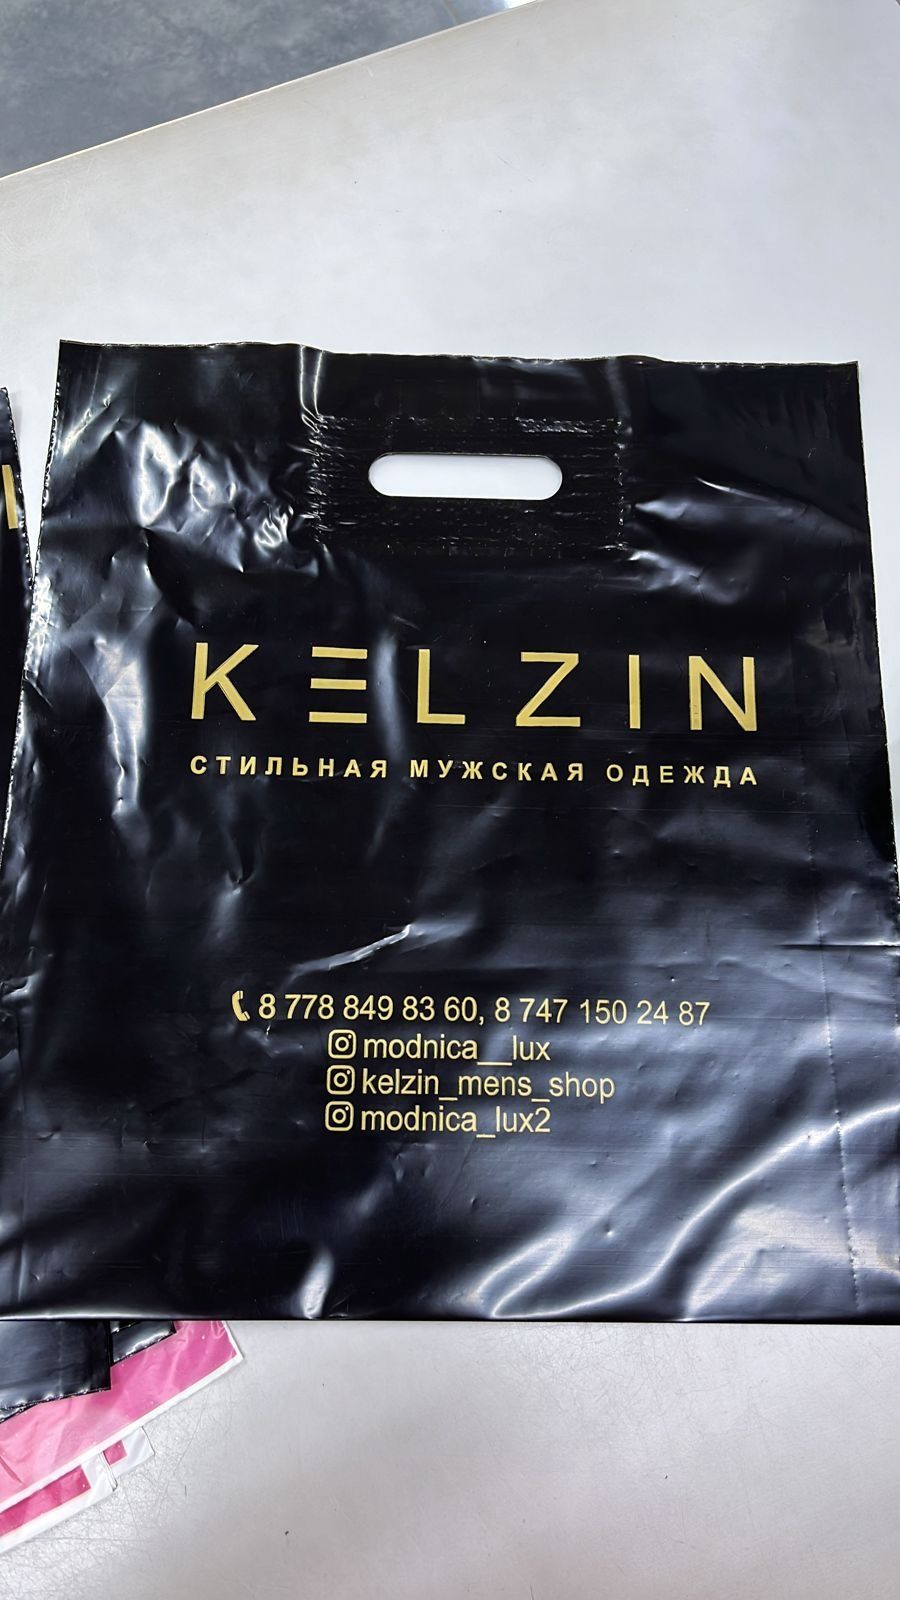 KELZIN
СТИЛЬНАЯ МУЖСКАЯ ОДЕЖДА
8 778 849 83 60, 8 747 150 24 87
modnica__lux
kelzin_mens_shop
modnica_lux2